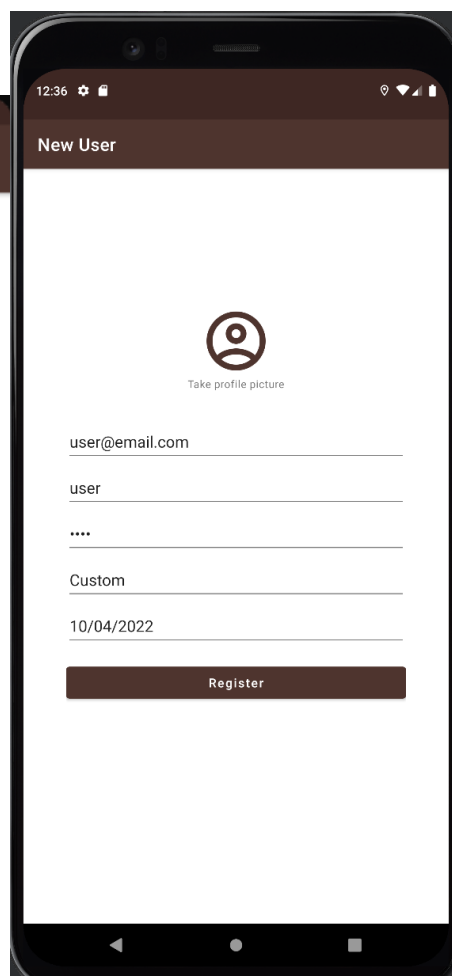 12:36
New User
Take profile picture
user@email.com
user
••••
Custom
10/04/2022
Register